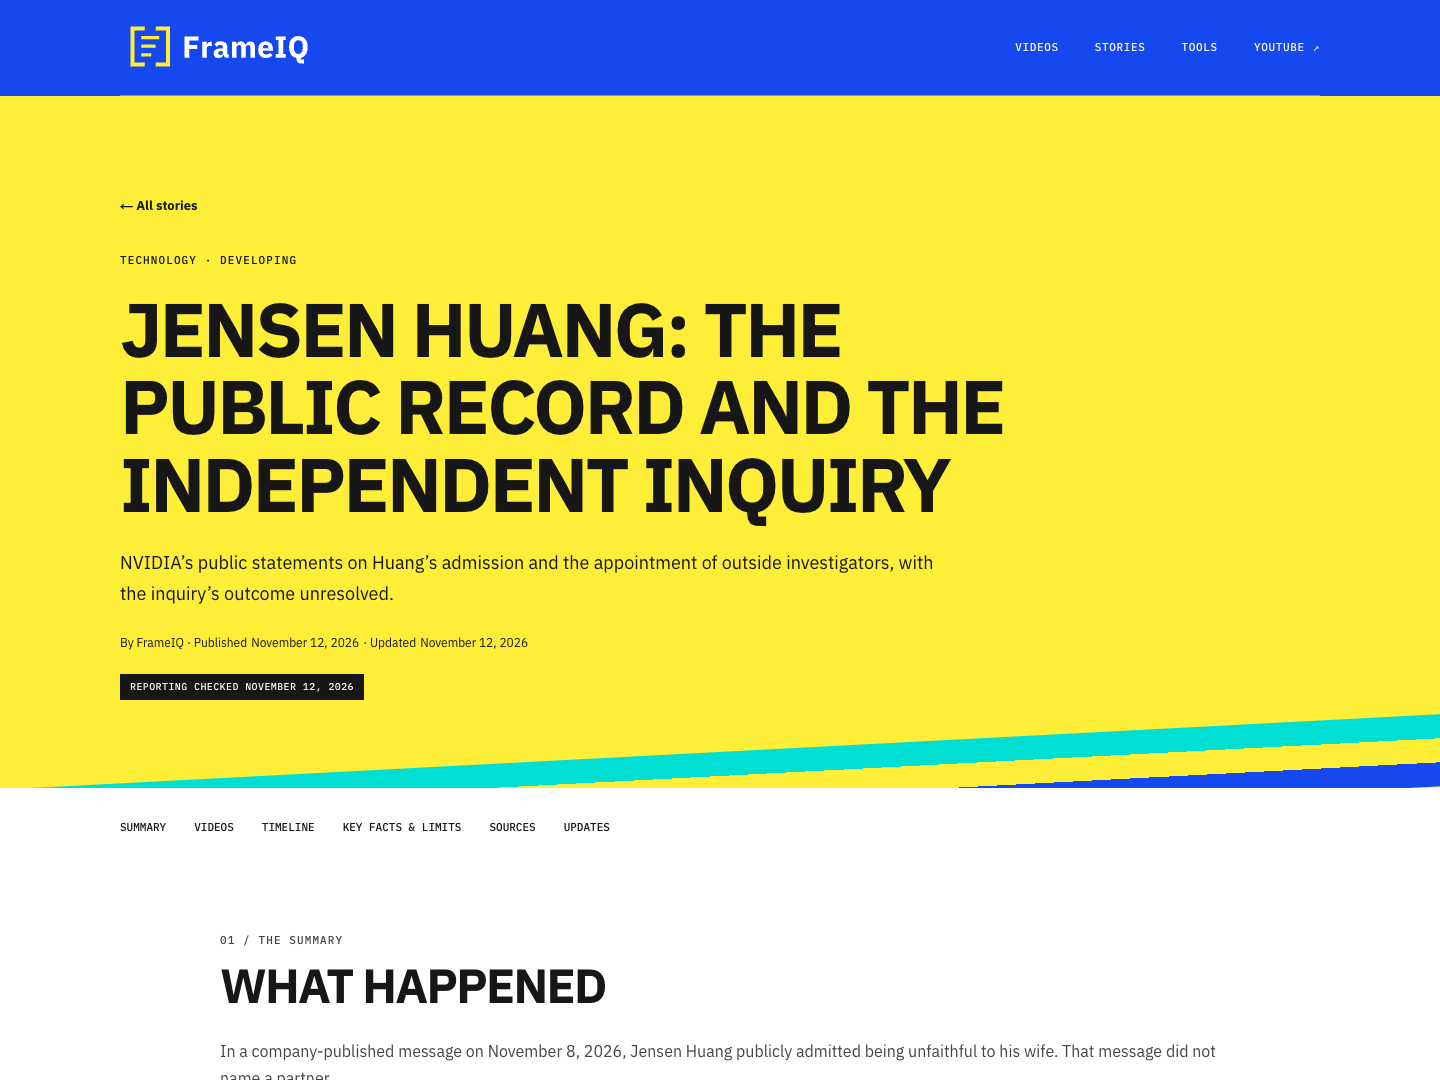 FrameIQ
VIDEOS STORIES TOOLS YOUTUBE ↗
← All stories
TECHNOLOGY · DEVELOPING
JENSEN HUANG: THE
PUBLIC RECORD AND THE
INDEPENDENT INQUIRY
NVIDIA’s public statements on Huang’s admission and the appointment of outside investigators, with
the inquiry’s outcome unresolved.
By FrameIQ · Published November 12, 2026 · Updated November 12, 2026
REPORTING CHECKED NOVEMBER 12, 2026
SUMMARY VIDEOS TIMELINE KEY FACTS & LIMITS SOURCES UPDATES
01 / THE SUMMARY
WHAT HAPPENED
In a company-published message on November 8, 2026, Jensen Huang publicly admitted being unfaithful to his wife. That message did not
name a partner.